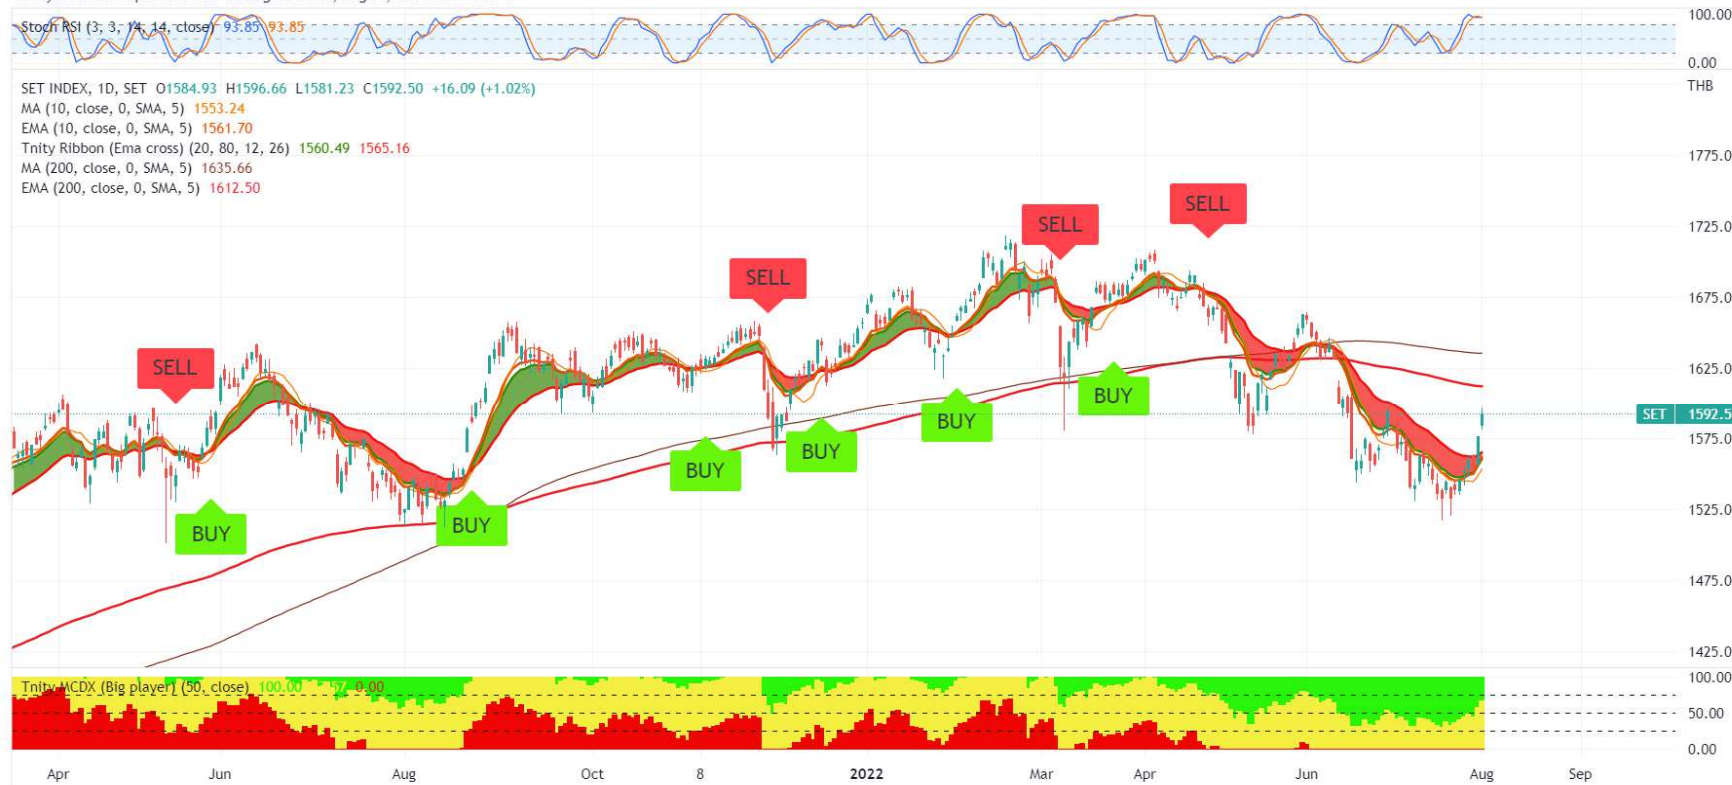 Stoch RSI (3, 3, 14, 14, close) 93.85 93.85
100.00
0.00
SET INDEX, 1D, SET O1584.93 H1596.66 L1581.23 C1592.50 +16.09 (+1.02%)
THB
MA (10, close, 0, SMA, 5) 1553.24
EMA (10, close, 0, SMA, 5) 1561.70
Tnity Ribbon (Ema cross) (20, 80, 12, 26) 1560.49 1565.16
MA (200, close, 0, SMA, 5) 1635.66
EMA (200, close, 0, SMA, 5) 1612.50
1775.0
1725.0
1675.0
1625.0
SET 1592.5
1575.0
1525.0
1475.0
1425.0
SELL
SELL
SELL
SELL
BUY
BUY
BUY
BUY
BUY
BUY
Tnity MCDX (Big player) (50, close) 100.00 57 0.00
100.00
50.00
0.00
Apr Jun Aug Oct 8 2022 Mar Apr Jun Aug Sep